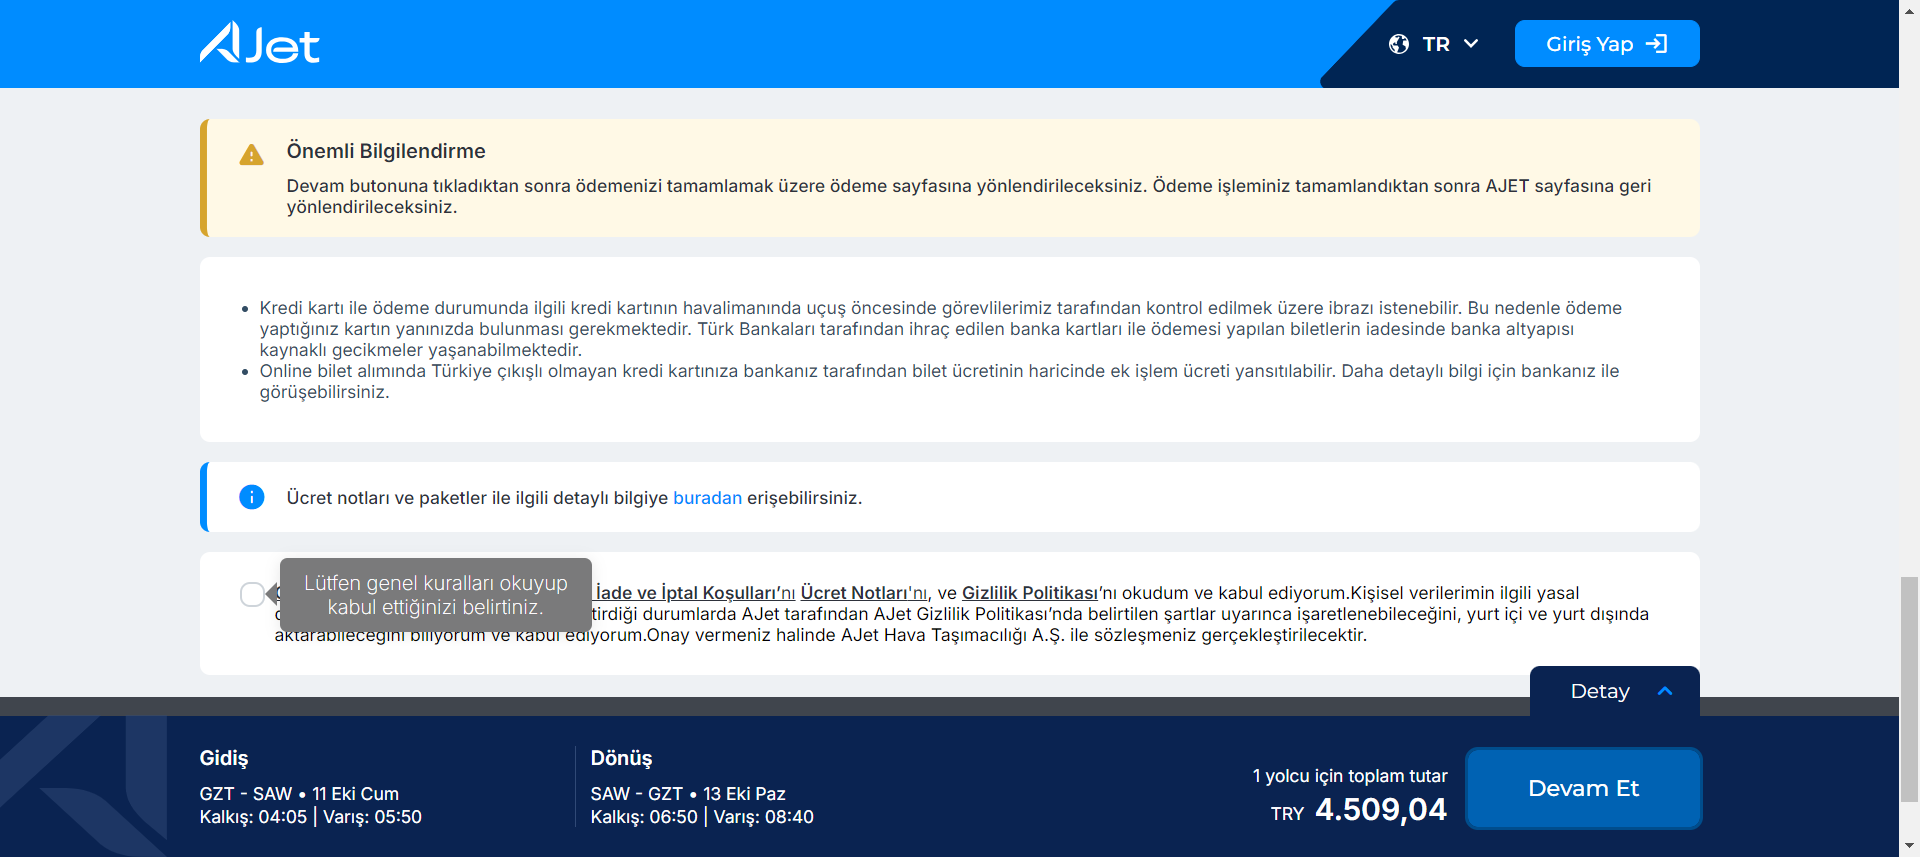 AJet
TR
Giriş Yap
Önemli Bilgilendirme
Devam butonuna tıkladıktan sonra ödemenizi tamamlamak üzere ödeme sayfasına yönlendirileceksiniz. Ödeme işleminiz tamamlandıktan sonra AJET sayfasına geri
yönlendirileceksiniz.
• Kredi kartı ile ödeme durumunda ilgili kredi kartının havalimanında uçuş öncesinde görevlilerimiz tarafından kontrol edilmek üzere ibrazı istenebilir. Bu nedenle ödeme
yaptığınız kartın yanınızda bulunması gerekmektedir. Türk Bankaları tarafından ihraç edilen banka kartları ile ödemesi yapılan biletlerin iadesinde banka altyapısı
kaynaklı gecikmeler yaşanabilmektedir.
• Online bilet alımında Türkiye çıkışlı olmayan kredi kartınıza bankanız tarafından bilet ücretinin haricinde ek işlem ücreti yansıtılabilir. Daha detaylı bilgi için bankanız ile
görüşebilirsiniz.
Ücret notları ve paketler ile ilgili detaylı bilgiye buradan erişebilirsiniz.
Lütfen genel kuralları okuyup
kabul ettiğinizi belirtiniz.
İade ve İptal Koşulları’nı Ücret Notları'nı, ve Gizlilik Politikası’nı okudum ve kabul ediyorum.Kişisel verilerimin ilgili yasal
durumlarda AJet tarafından AJet Gizlilik Politikası’nda belirtilen şartlar uyarınca işaretlenebileceğini, yurt içi ve yurt dışında
aktarabileceğini biliyorum ve kabul ediyorum.Onay vermeniz halinde AJet Hava Taşımacılığı A.Ş. ile sözleşmeniz gerçekleştirilecektir.
Detay
Gidiş
GZT - SAW • 11 Eki Cum
Kalkış: 04:05 | Varış: 05:50
Dönüş
SAW - GZT • 13 Eki Paz
Kalkış: 06:50 | Varış: 08:40
1 yolcu için toplam tutar
TRY 4.509,04
Devam Et